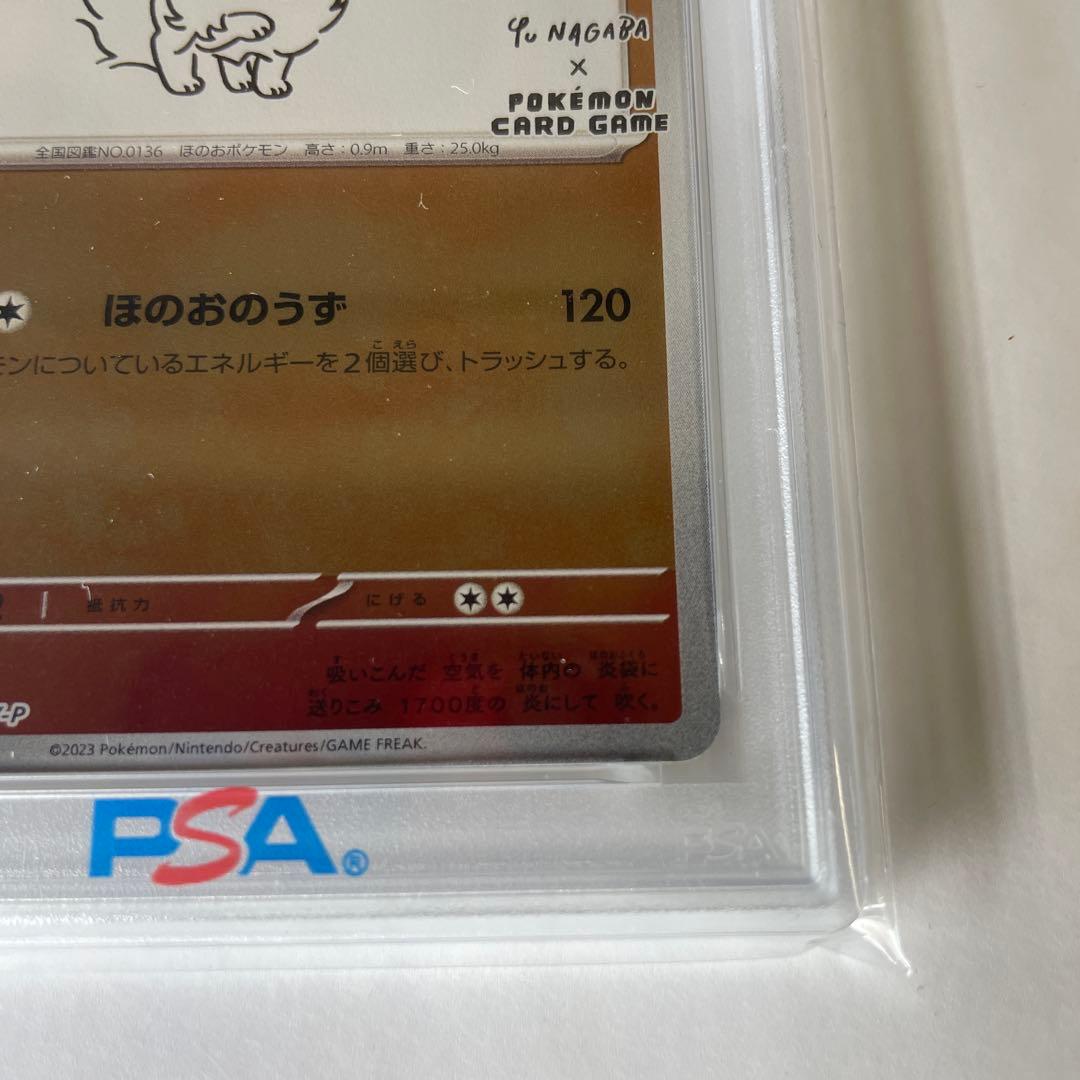 Yu NAGABA
×
POKÉMON
CARD GAME
全国図鑑NO.0136 ほのおポケモン 高さ：0.9m 重さ：25.0kg
ほのおのうず 120
モンについているエネルギーを2個選び、トラッシュする。
抵抗力 にげる
吸いこんだ 空気を 体内の 炎袋に
送りこみ 1700度の 炎にして 吹く。
-P
©2023 Pokémon/Nintendo/Creatures/GAME FREAK.
PSA®
PSA